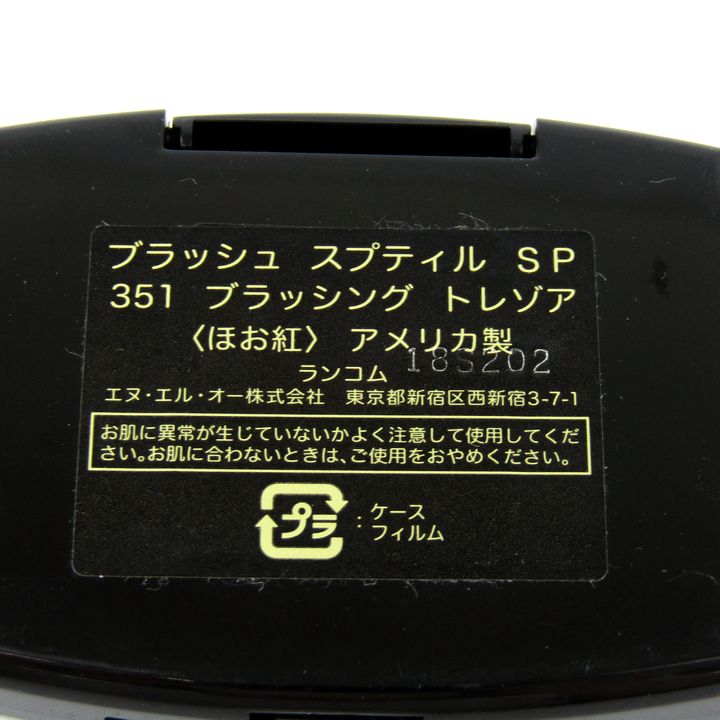 ブラッシュ スプティル SP
351 ブラッシング トレゾア
〈ほお紅〉 アメリカ製
18S202
ランコム
エヌ・エル・オー株式会社 東京都新宿区西新宿3-7-1
お肌に異常が生じていないかよく注意して使用してくだ
さい。お肌に合わないときは、ご使用をおやめください。
プラ
:ケース
フィルム